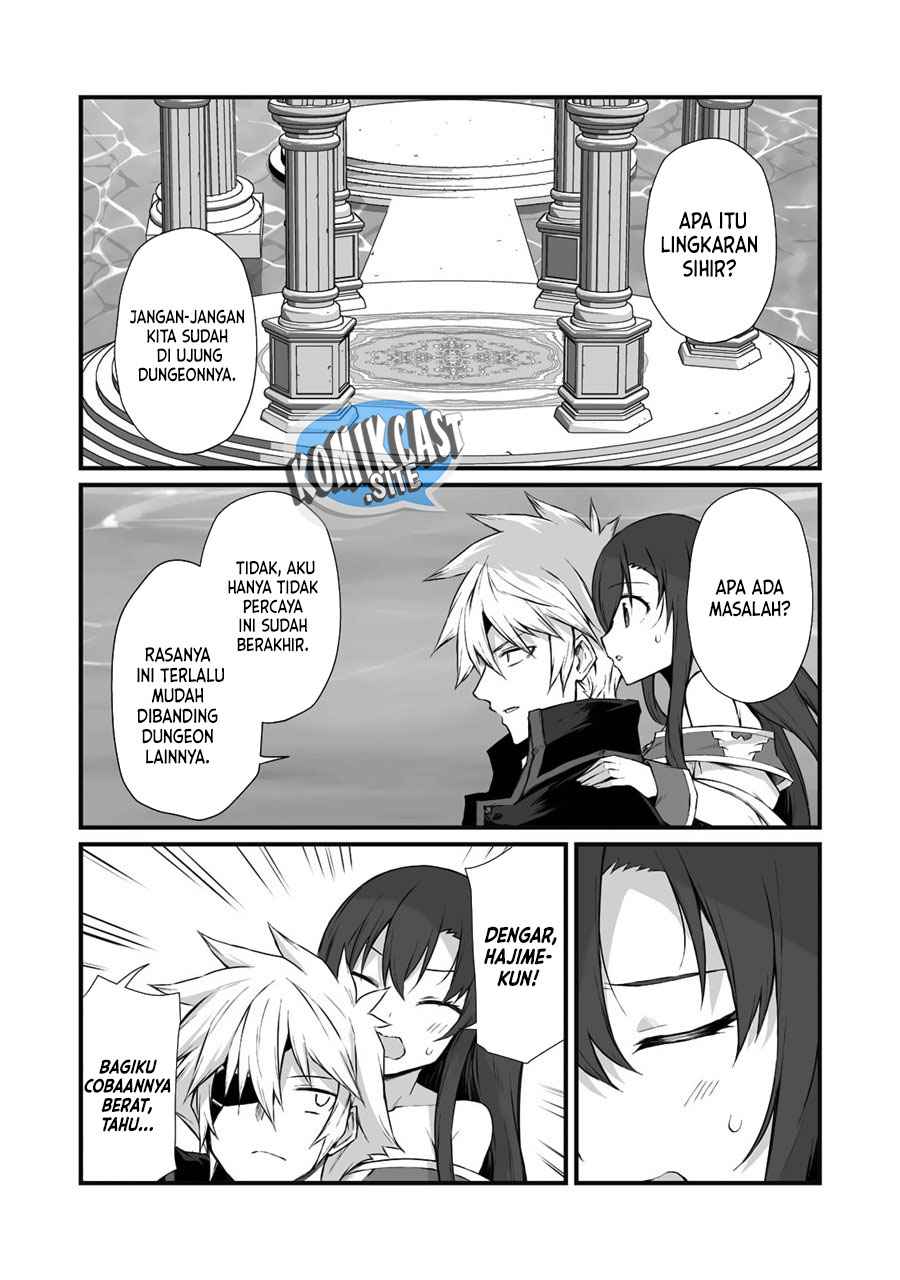 APA ITU
LINGKARAN
SIHIR?
JANGAN-JANGAN
KITA SUDAH
DI UJUNG
DUNGEONNYA.
KOMIKCAST
.SITE
APA ADA
MASALAH?
TIDAK, AKU
HANYA TIDAK
PERCAYA
INI SUDAH
BERAKHIR.
RASANYA
INI TERLALU
MUDAH
DIBANDING
DUNGEON
LAINNYA.
DENGAR,
HAJIME-
KUN!
BAGIKU
COBAANNYA
BERAT,
TAHU...